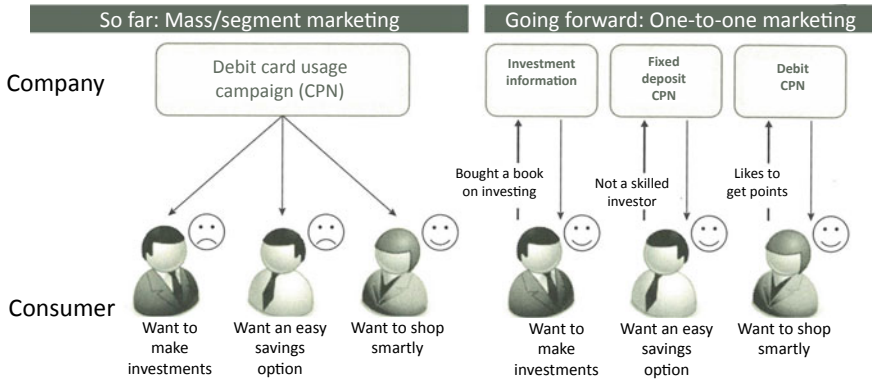 So far: Mass/segment marketing
Going forward: One-to-one marketing
Company
Debit card usage
campaign (CPN)
Investment
information
Fixed
deposit
CPN
Debit
CPN
Bought a book
on investing
Not a skilled
investor
Likes to
get points
Consumer
Want to
make
investments
Want an easy
savings
option
Want to shop
smartly
Want to
make
investments
Want an easy
savings
option
Want to shop
smartly